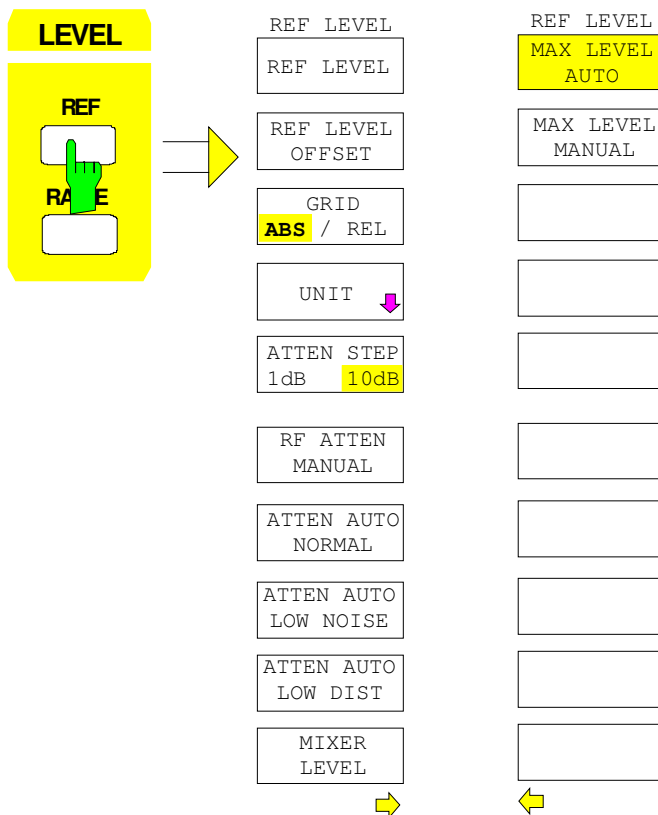 LEVEL
REF
REF LEVEL
REF LEVEL
REF LEVEL
OFFSET
GRID
ABS / REL
UNIT
ATTEN STEP
1dB 10dB
RF ATTEN
MANUAL
ATTEN AUTO
NORMAL
ATTEN AUTO
LOW NOISE
ATTEN AUTO
LOW DIST
MIXER
LEVEL
REF LEVEL
MAX LEVEL
AUTO
MAX LEVEL
MANUAL